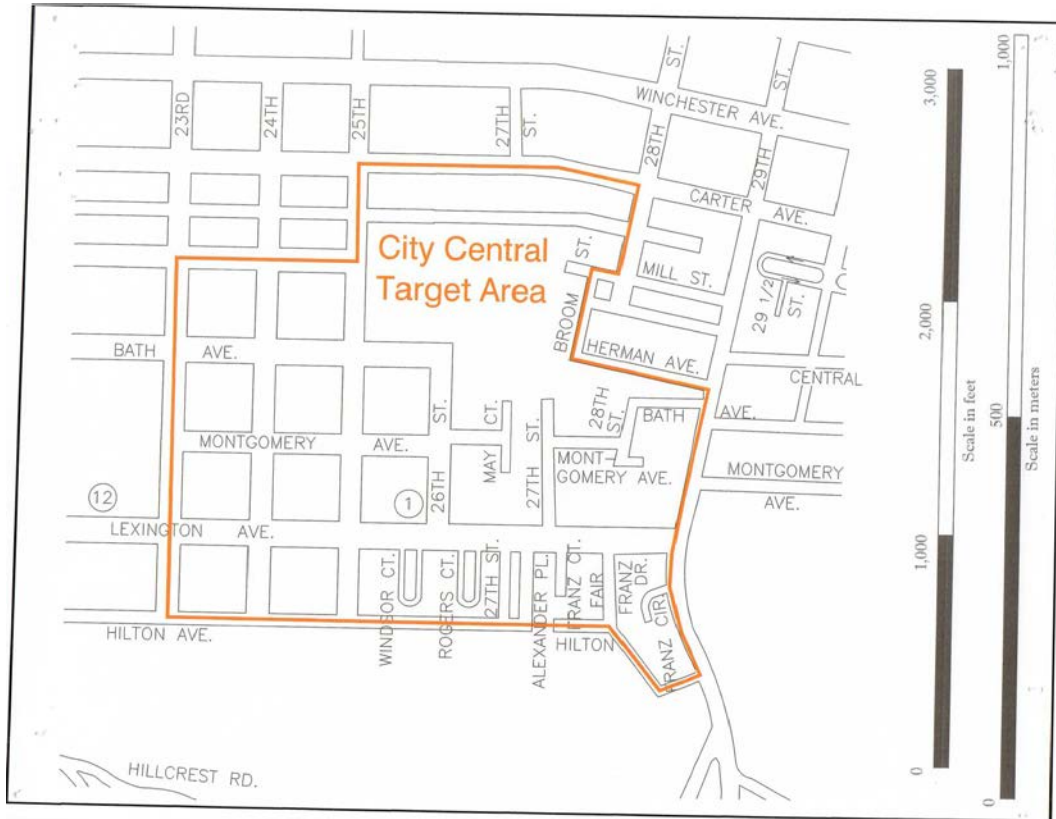 23RD
24TH
25TH
27TH
ST.
28TH
ST.
29TH
ST.
WINCHESTER AVE.
CARTER AVE.
City Central
Target Area
BROOM
ST.
MILL ST.
29 1/2
ST.
HERMAN AVE.
CENTRAL
AVE.
BATH
AVE.
MONTGOMERY
AVE.
26TH
ST.
MAY
CT.
27TH
ST.
28TH
ST.
BATH
MONT-
GOMERY AVE.
MONTGOMERY
AVE.
12
1
LEXINGTON
AVE.
WINDSOR CT.
ROGERS CT.
27TH ST.
ALEXANDER PL.
FRANZ CT.
FAIR
FRANZ
DR.
FRANZ CIR.
HILTON AVE.
HILTON
HILLCREST RD.
3,000
2,000
1,000
0
Scale in feet
1,000
500
0
Scale in meters